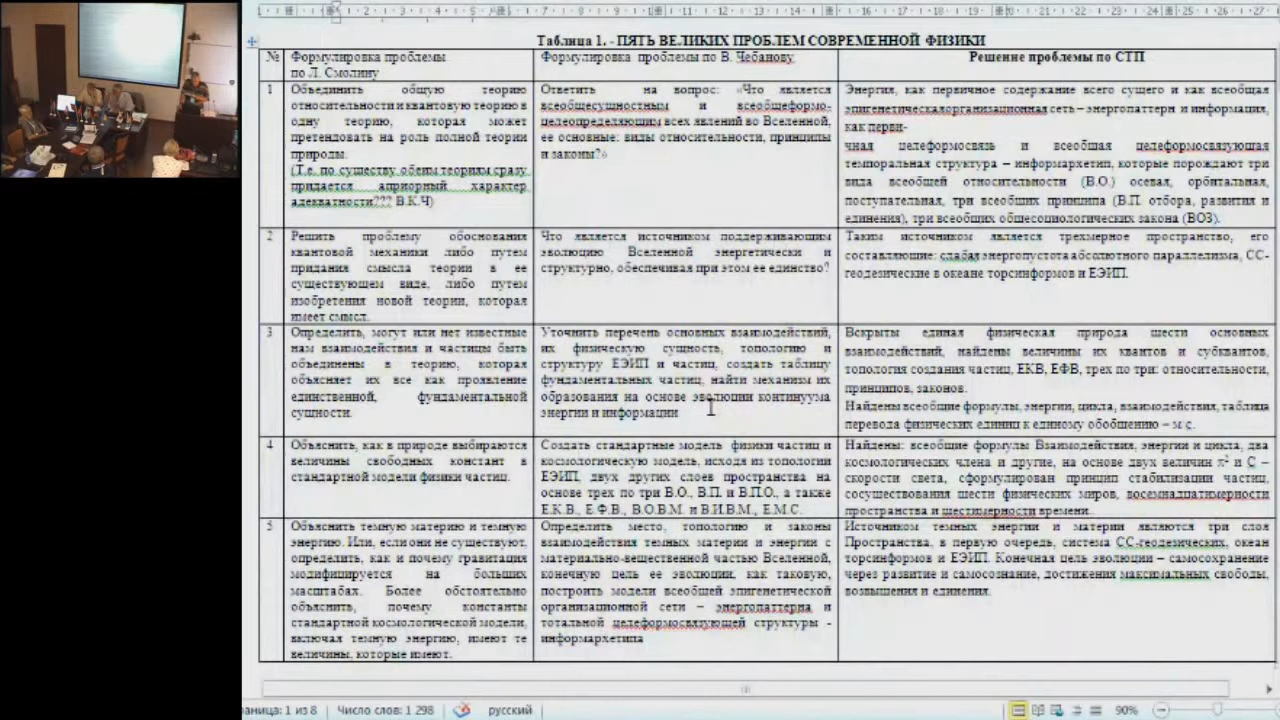 Таблица 1. - ПЯТЬ ВЕЛИКИХ ПРОБЛЕМ СОВРЕМЕННОЙ ФИЗИКИ
№
Формулировка проблемы
по Л. Смолину
Формулировка проблемы по В. Чебанову
Решение проблемы по СТП
1
Объединить общую теорию
относительности и квантовую теорию в
одну теорию, которая может
претендовать на роль полной теории
природы.
(Т.е. по существу обеим теориям сразу
придается априорный характер
адекватности??? В.К.Ч)
Ответить на вопрос: «Что является
всеобщесущностным и всеобщеформо-
целеопределяющим всех явлений во Вселенной,
ее основные: виды относительности, принципы
и законы?»
Энергия, как первичное содержание всего сущего и как всеобщая
эпигенетическаяорганизационная сеть – энергопаттерн и информация,
как перви-
чная целеформосвязь и всеобщая целеформосвязующая
темпоральная структура – информархетип, которые порождают три
вида всеобщей относительности (В.О.) осевая, орбитальная,
поступательная, три всеобщих принципа (В.П. отбора, развития и
единения), три всеобщих общесоциологических закона (ВОЗ).
2
Решить проблему обоснования
квантовой механики либо путем
придания смысла теории в ее
существующем виде, либо путем
изобретения новой теории, которая
имеет смысл.
Что является источником поддерживающим
эволюцию Вселенной энергетически и
структурно, обеспечивая при этом ее единство?
Таким источником является трехмерное пространство, его
составляющие: слабая энергопустота абсолютного параллелизма, СС-
геодезические в океане торсинформов и ЕЭИП.
3
Определить, могут или нет известные
нам взаимодействия и частицы быть
объединены в теорию, которая
объясняет их все как проявление
единственной, фундаментальной
сущности.
Уточнить перечень основных взаимодействий,
их физическую сущность, топологию и
структуру ЕЭИП и частиц, создать таблицу
фундаментальных частиц, найти механизм их
образования на основе эволюции континуума
энергии и информации
Вскрыты единая физическая природа шести основных
взаимодействий, найдены величины их квантов и субквантов,
топология создания частиц, ЕКВ, ЕФВ, трех по три: относительности,
принципов, законов.
Найдены всеобщие формулы, энергии, цикла, взаимодействия, таблица
перевода физических единиц к единому обобщению – м с.
4
Объяснить, как в природе выбираются
величины свободных констант в
стандартной модели физики частиц.
Создать стандартные модель физики частиц и
космологическую модель, исходя из топологии
ЕЭИП, двух других слоев пространства на
основе трех по три В.О., В.П. и В.П.О., а также
Е.К.В., Е.Ф.В., В.О.В.М. и В.И.В.М., Е.М.С.
Найдены: всеобщие формулы Взаимодействия, энергии и цикла, два
космологических члена и другие, на основе двух величин π² и С –
скорости света, сформулирован принцип стабилизации частиц,
сосуществования шести физических миров, восемнадцатимерности
пространства и шестимерности времени.
5
Объяснить темную материю и темную
энергию. Или, если они не существуют,
определить, как и почему гравитация
модифицируется на больших
масштабах. Более обстоятельно
объяснить, почему константы
стандартной космологической модели,
включая темную энергию, имеют те
величины, которые имеют.
Определить место, топологию и законы
взаимодействия темных материи и энергии с
материально-вещественной частью Вселенной,
конечную цель ее эволюции, как таковую,
построить модели всеобщей эпигенетической
организационной сети – энергопаттерна и
тотальной целеформосвязующей структуры -
информархетипа
Источником темных энергии и материи являются три слоя
Пространства, в первую очередь, система СС-геодезических, океан
торсинформов и ЕЭИП. Конечная цель эволюции – самосохранение
через развитие и самосознание, достижения максимальных свободы,
возвышения и единения.
раница: 1 из 8 Число слов: 1 298 русский 90%